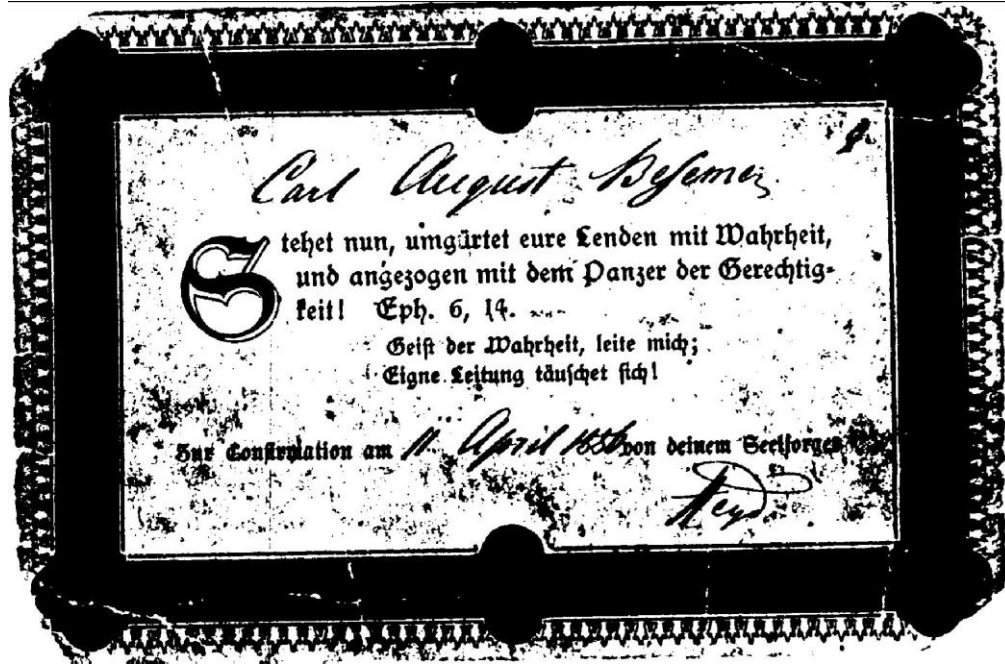 Carl August Besemer
Stehet nun, umgürtet eure Lenden mit Wahrheit,
und angezogen mit dem Panzer der Gerechtig-
keit! Eph. 6, 14.
Geist der Wahrheit, leite mich;
Eigne Leitung täuschet sich!
Zur Confirmation am 11. April 1886 von deinem Seelsorger